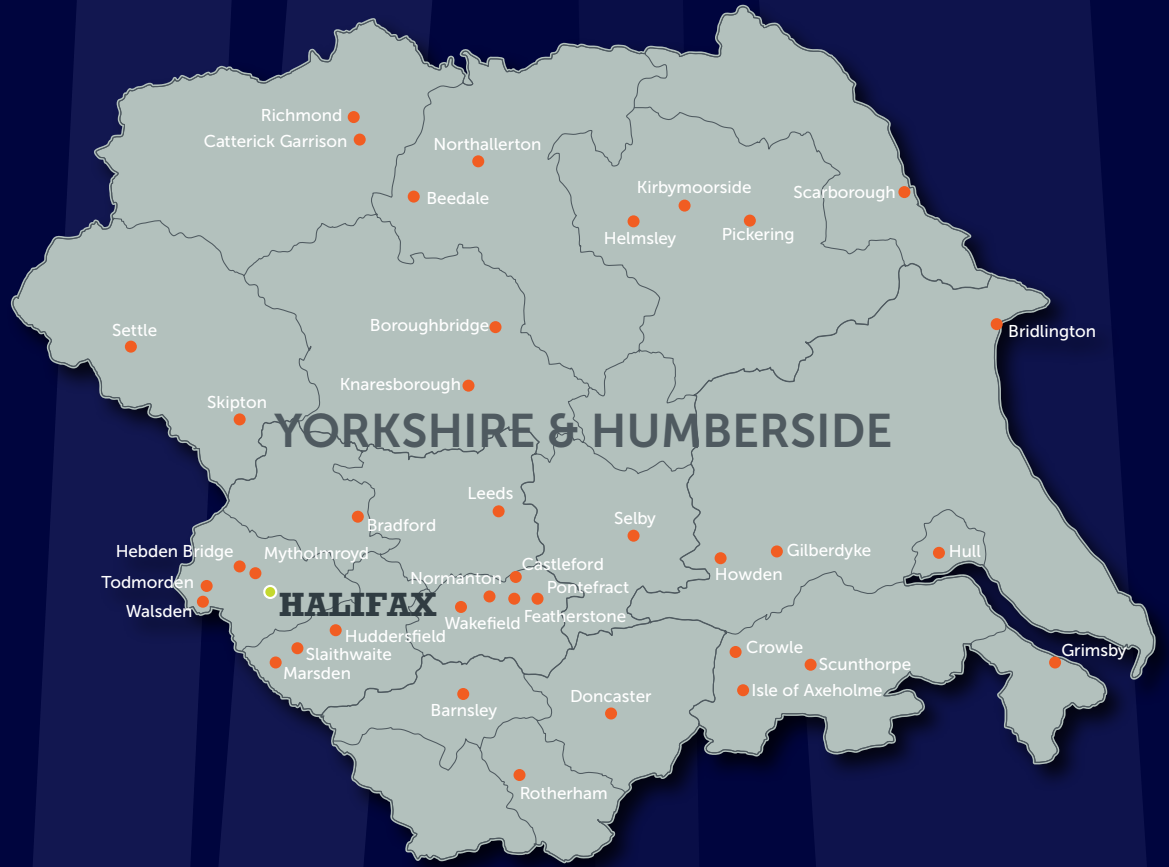 Richmond
Catterick Garrison
Northallerton
Beedale
Kirbymoorside
Scarborough
Helmsley
Pickering
Settle
Boroughbridge
Bridlington
Knaresborough
Skipton
YORKSHIRE & HUMBERSIDE
Leeds
Bradford
Selby
Hebden Bridge
Mytholmroyd
Gilberdyke
Hull
Castleford
Howden
Todmorden
Normanton
Pontefract
Walsden
HALIFAX
Wakefield
Featherstone
Huddersfield
Slaithwaite
Marsden
Crowle
Grimsby
Scunthorpe
Isle of Axeholme
Barnsley
Doncaster
Rotherham